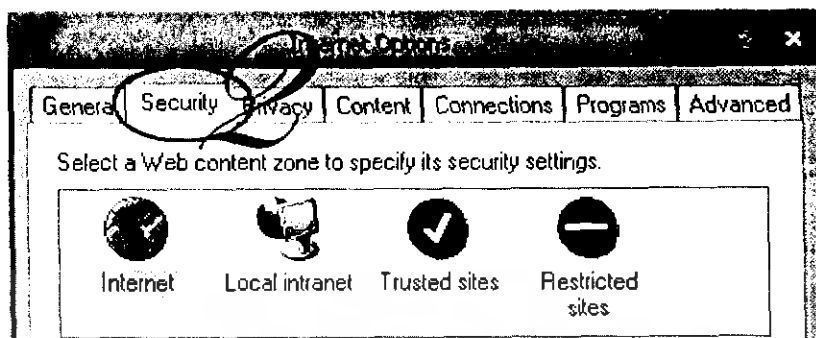 Internet Options
General Security Privacy Content Connections Programs Advanced
Select a Web content zone to specify its security settings.
Internet Local intranet Trusted sites Restricted sites